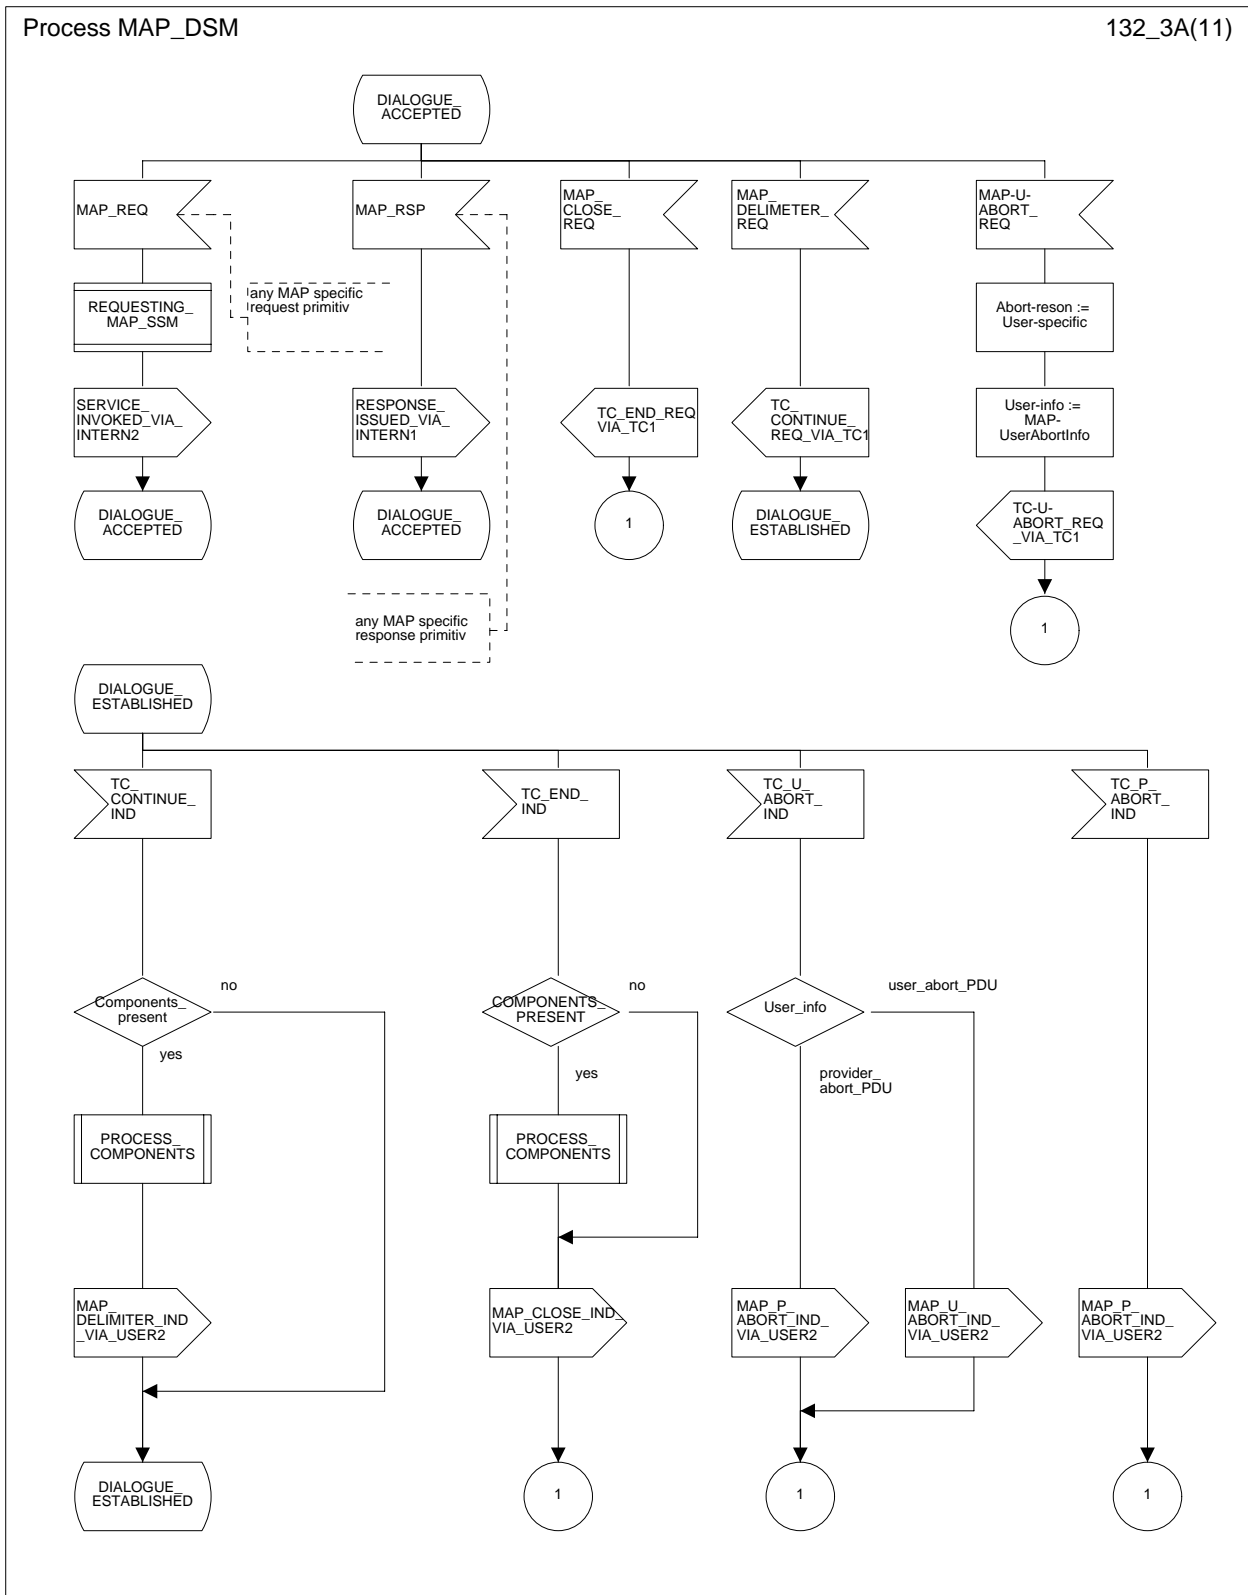 Process MAP_DSM
132_3A(11)
DIALOGUE_
ACCEPTED
MAP_REQ
MAP_RSP
MAP_
CLOSE_
REQ
MAP_
DELIMETER_
REQ
MAP-U-
ABORT_
REQ
REQUESTING_
MAP_SSM
any MAP specific
request primitiv
Abort-reson :=
User-specific
SERVICE_
INVOKED_VIA_
INTERN2
RESPONSE_
ISSUED_VIA_
INTERN1
TC_END_REQ_
VIA_TC1
TC_
CONTINUE_
REQ_VIA_TC1
User-info :=
MAP-
UserAbortInfo
DIALOGUE_
ACCEPTED
DIALOGUE_
ACCEPTED
1
DIALOGUE_
ESTABLISHED
TC-U-
ABORT_REQ
_VIA_TC1
any MAP specific
response primitiv
1
DIALOGUE_
ESTABLISHED
TC_
CONTINUE_
IND
TC_END_
IND
TC_U_
ABORT_
IND
TC_P_
ABORT_
IND
Components_
present
no
yes
COMPONENTS_
PRESENT
no
yes
User_info
user_abort_PDU
provider_
abort_PDU
PROCESS_
COMPONENTS
PROCESS_
COMPONENTS
MAP_
DELIMITER_IND
_VIA_USER2
MAP_CLOSE_IND_
VIA_USER2
MAP_P_
ABORT_IND_
VIA_USER2
MAP_U_
ABORT_IND_
VIA_USER2
MAP_P_
ABORT_IND_
VIA_USER2
DIALOGUE_
ESTABLISHED
1
1
1